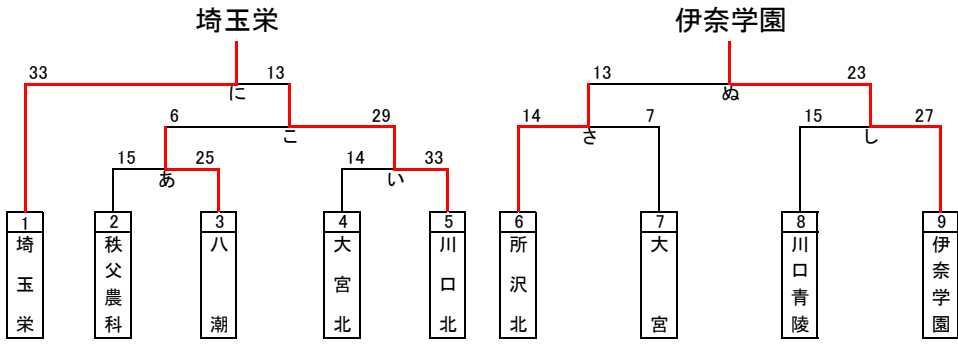 埼玉栄
伊奈学園
33
13
13
23
に
ぬ
6
29
14
7
15
27
こ
さ
し
15
25
14
33
あ
い
1
2
3
4
5
6
7
8
9
埼玉栄
秩父農科
八潮
大宮北
川口北
所沢北
大宮
川口青陵
伊奈学園